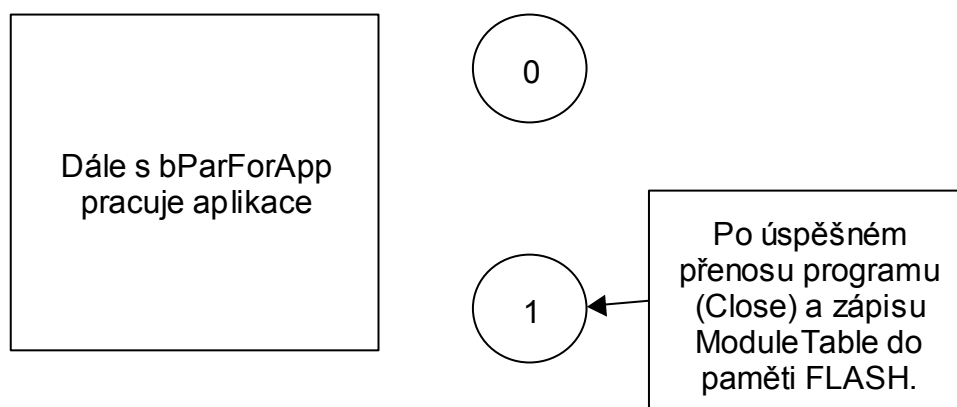 0
Dále s bParForApp
pracuje aplikace
Po úspěšném
přenosu programu
(Close) a zápisu
ModuleTable do
paměti FLASH.
1